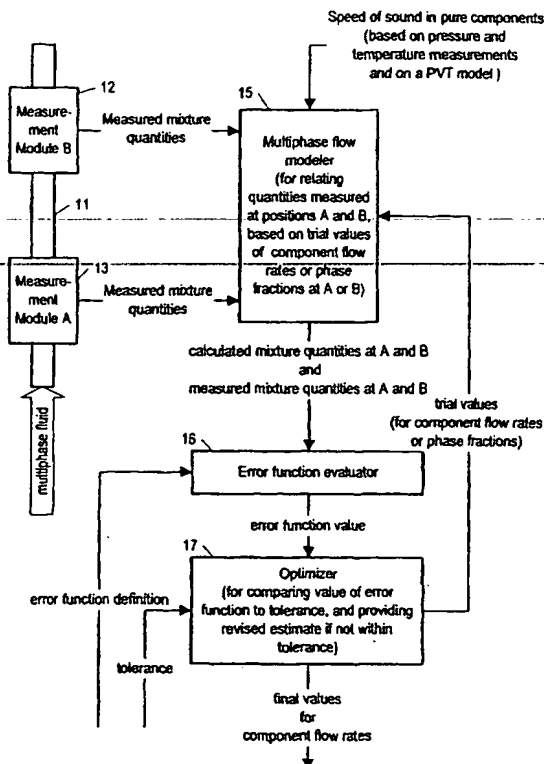 Speed of sound in pure components
(based on pressure and
temperature measurements
and on a PVT model )
12
Measure-
ment
Module B
Measured mixture
quantities
15
Multiphase flow
modeler
(for relating
quantities measured
at positions A and B,
based on trial values
of component flow
rates or phase
fractions at A or B)
11
13
Measure-
ment
Module A
Measured mixture
quantities
multiphase fluid
calculated mixture quantities at A and B
and
measured mixture quantities at A and B
trial values
(for component flow rates
or phase fractions)
16
Error function evaluator
error function value
17
Optimizer
(for comparing value of error
function to tolerance, and providing
revised estimate if not within
tolerance)
error function definition
tolerance
final values
for
component flow rates